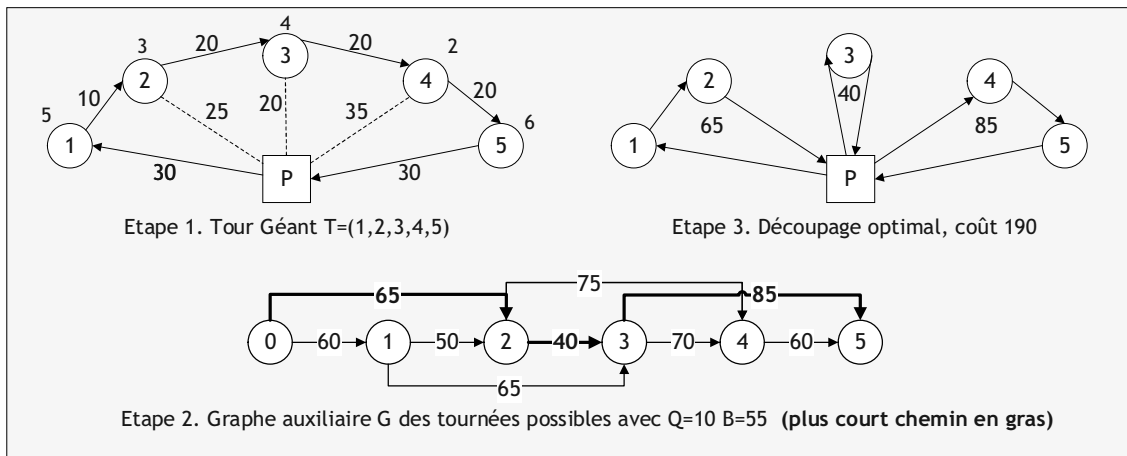 4
3 20 20 2
3 3
2 4
10 20 20
5 25 35 6
1 5
30 P 30
Etape 1. Tour Géant T=(1,2,3,4,5)
2 40 4
65 85
1 5
P
Etape 3. Découpage optimal, coût 190
75
65 85
0 60 1 50 2 40 3 70 4 60 5
65
Etape 2. Graphe auxiliaire G des tournées possibles avec Q=10 B=55 (plus court chemin en gras)